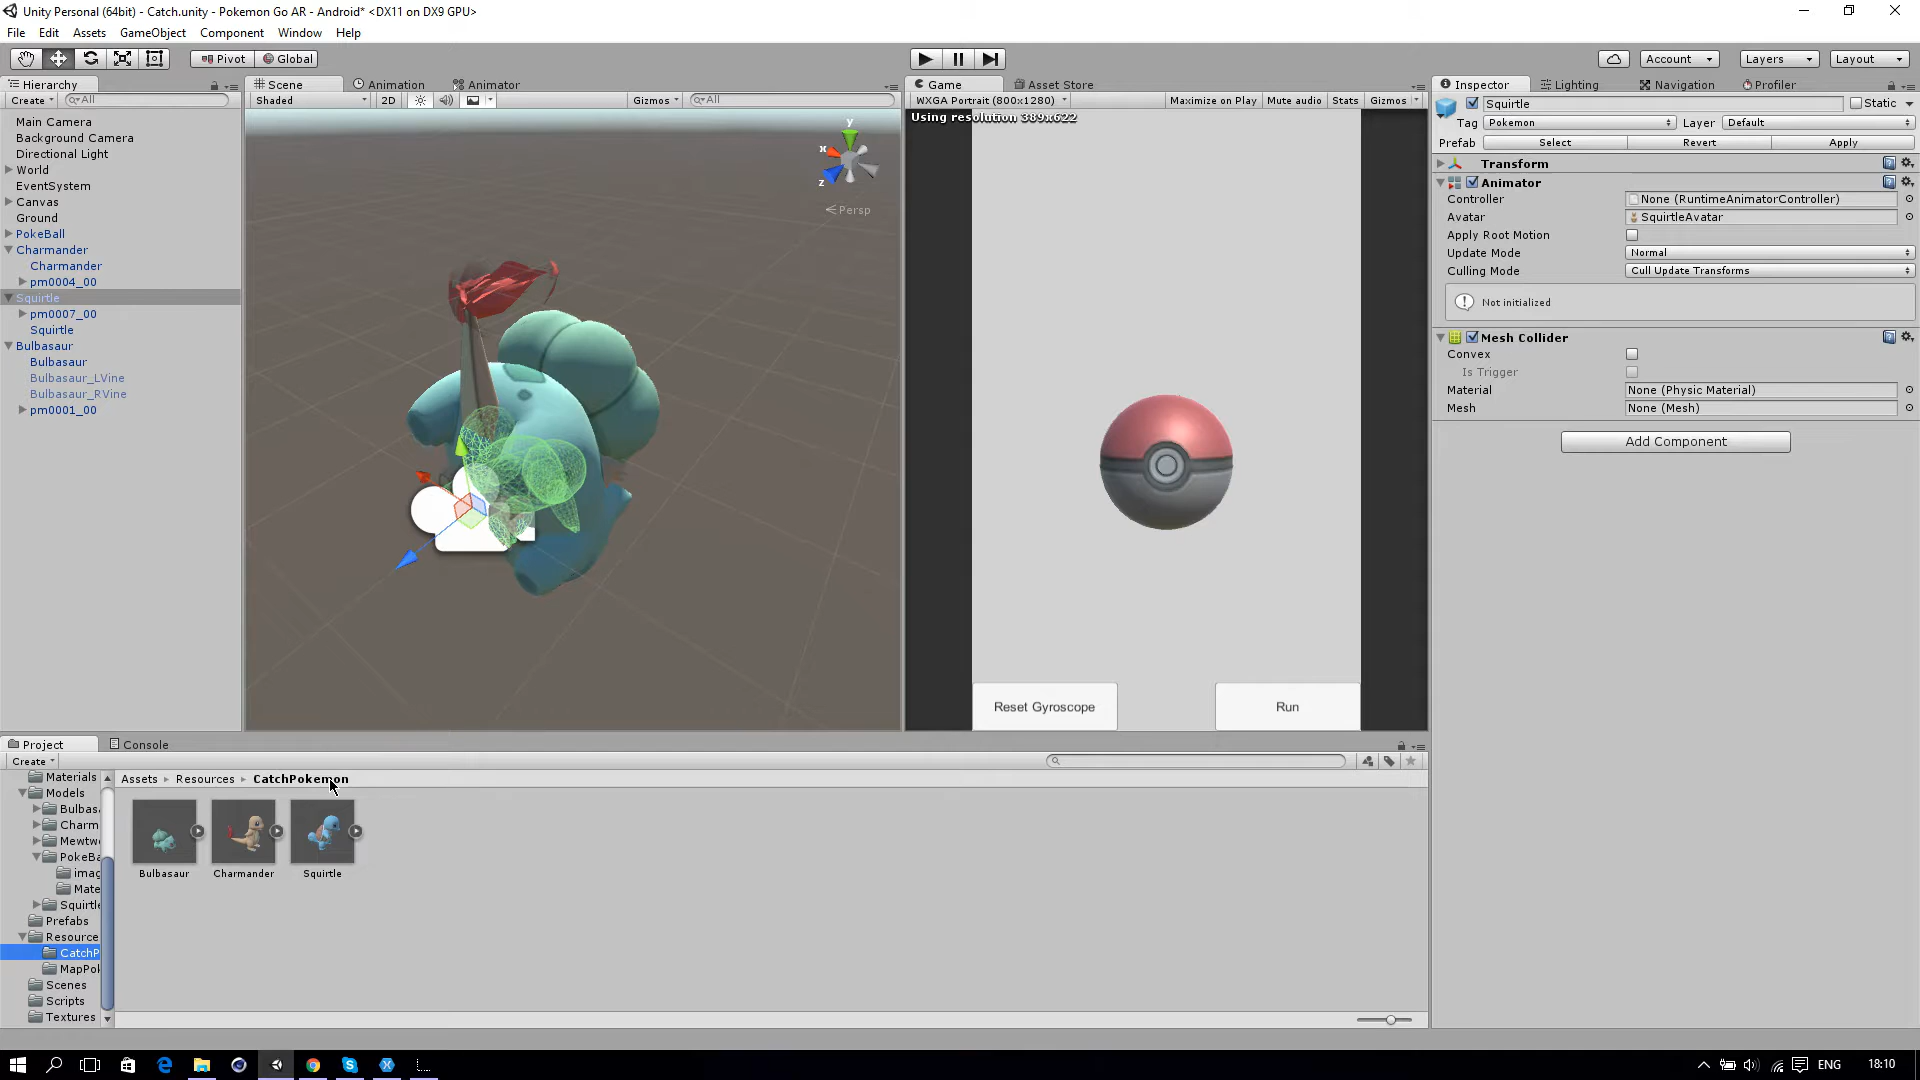 Unity Personal (64bit) - Catch.unity - Pokemon Go AR - Android* <DX11 on DX9 GPU>
File Edit Assets GameObject Component Window Help
Pivot Global Account Layers Layout
Hierarchy
Create All
Main Camera
Background Camera
Directional Light
World
EventSystem
Canvas
Ground
PokeBall
Charmander
Charmander
pm0004_00
Squirtle
pm0007_00
Squirtle
Bulbasaur
Bulbasaur
Bulbasaur_LVine
Bulbasaur_RVine
pm0001_00
Scene Animation Animator
Shaded 2D Gizmos All
y
x
z
Persp
Game Asset Store
WXGA Portrait (800x1280) Maximize on Play Mute audio Stats Gizmos
Using resolution 389x622
Reset Gyroscope Run
Inspector Lighting Navigation Profiler
Squirtle Static
Tag Pokemon Layer Default
Prefab Select Revert Apply
Transform
Animator
Controller None (RuntimeAnimatorController)
Avatar SquirtleAvatar
Apply Root Motion
Update Mode Normal
Culling Mode Cull Update Transforms
Not initialized
Mesh Collider
Convex
Is Trigger
Material None (Physic Material)
Mesh None (Mesh)
Add Component
Project Console
Create
Materials
Models
Bulbas
Charm
Mewtw
PokeBa
imag
Mate
Squirtle
Prefabs
Resource
CatchP
MapPok
Scenes
Scripts
Textures
Assets Resources CatchPokemon
Bulbasaur Charmander Squirtle
ENG 18:10